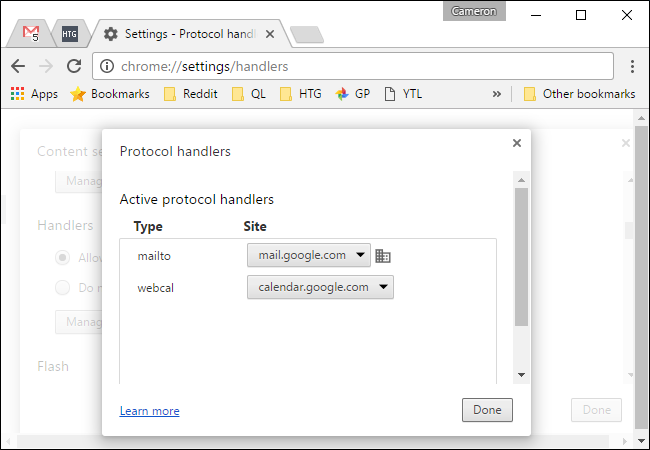 Cameron
5
HTG
Settings - Protocol handl
chrome://settings/handlers
Apps Bookmarks Reddit QL HTG GP YTL » Other bookmarks
Content se
Protocol handlers
Manag
Active protocol handlers
Type Site
Handlers
mailto mail.google.com
Allow
webcal calendar.google.com
Do n
Manag
Flash
Learn more
Done
Done